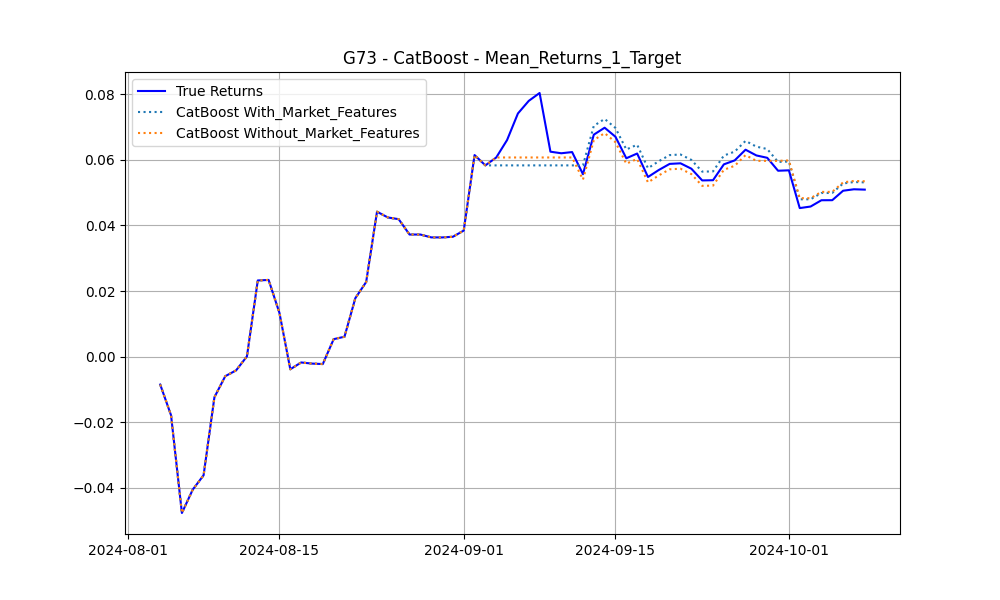 G73 - CatBoost - Mean_Returns_1_Target
True Returns
CatBoost With_Market_Features
CatBoost Without_Market_Features
0.08
0.06
0.04
0.02
0.00
−0.02
−0.04
2024-08-01 2024-08-15 2024-09-01 2024-09-15 2024-10-01